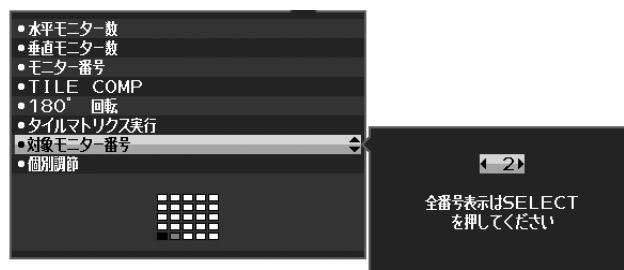 •水平モニター数
•垂直モニター数
•モニター番号
•TILE COMP
•180° 回転
•タイルマトリクス実行
•対象モニター番号
•個別調節
2
全番号表示はSELECT
を押してください